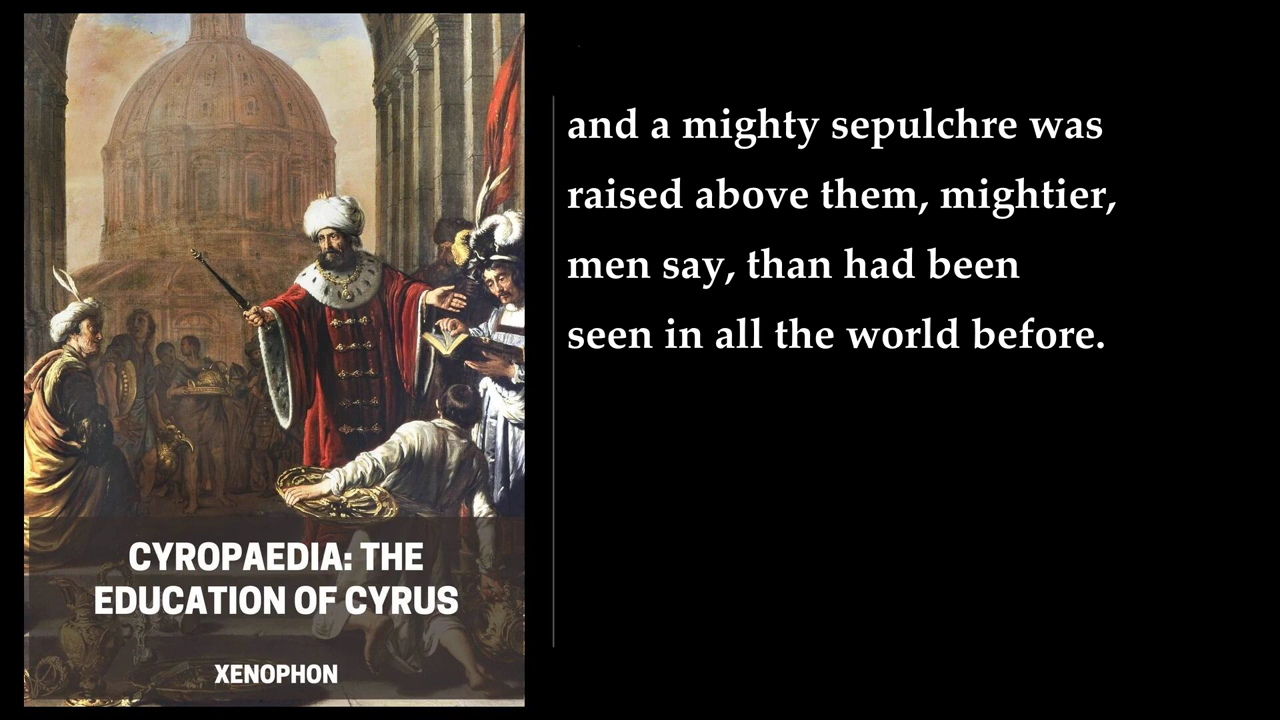 CYROPAEDIA: THE
EDUCATION OF CYRUS
XENOPHON
and a mighty sepulchre was
raised above them, mightier,
men say, than had been
seen in all the world before.